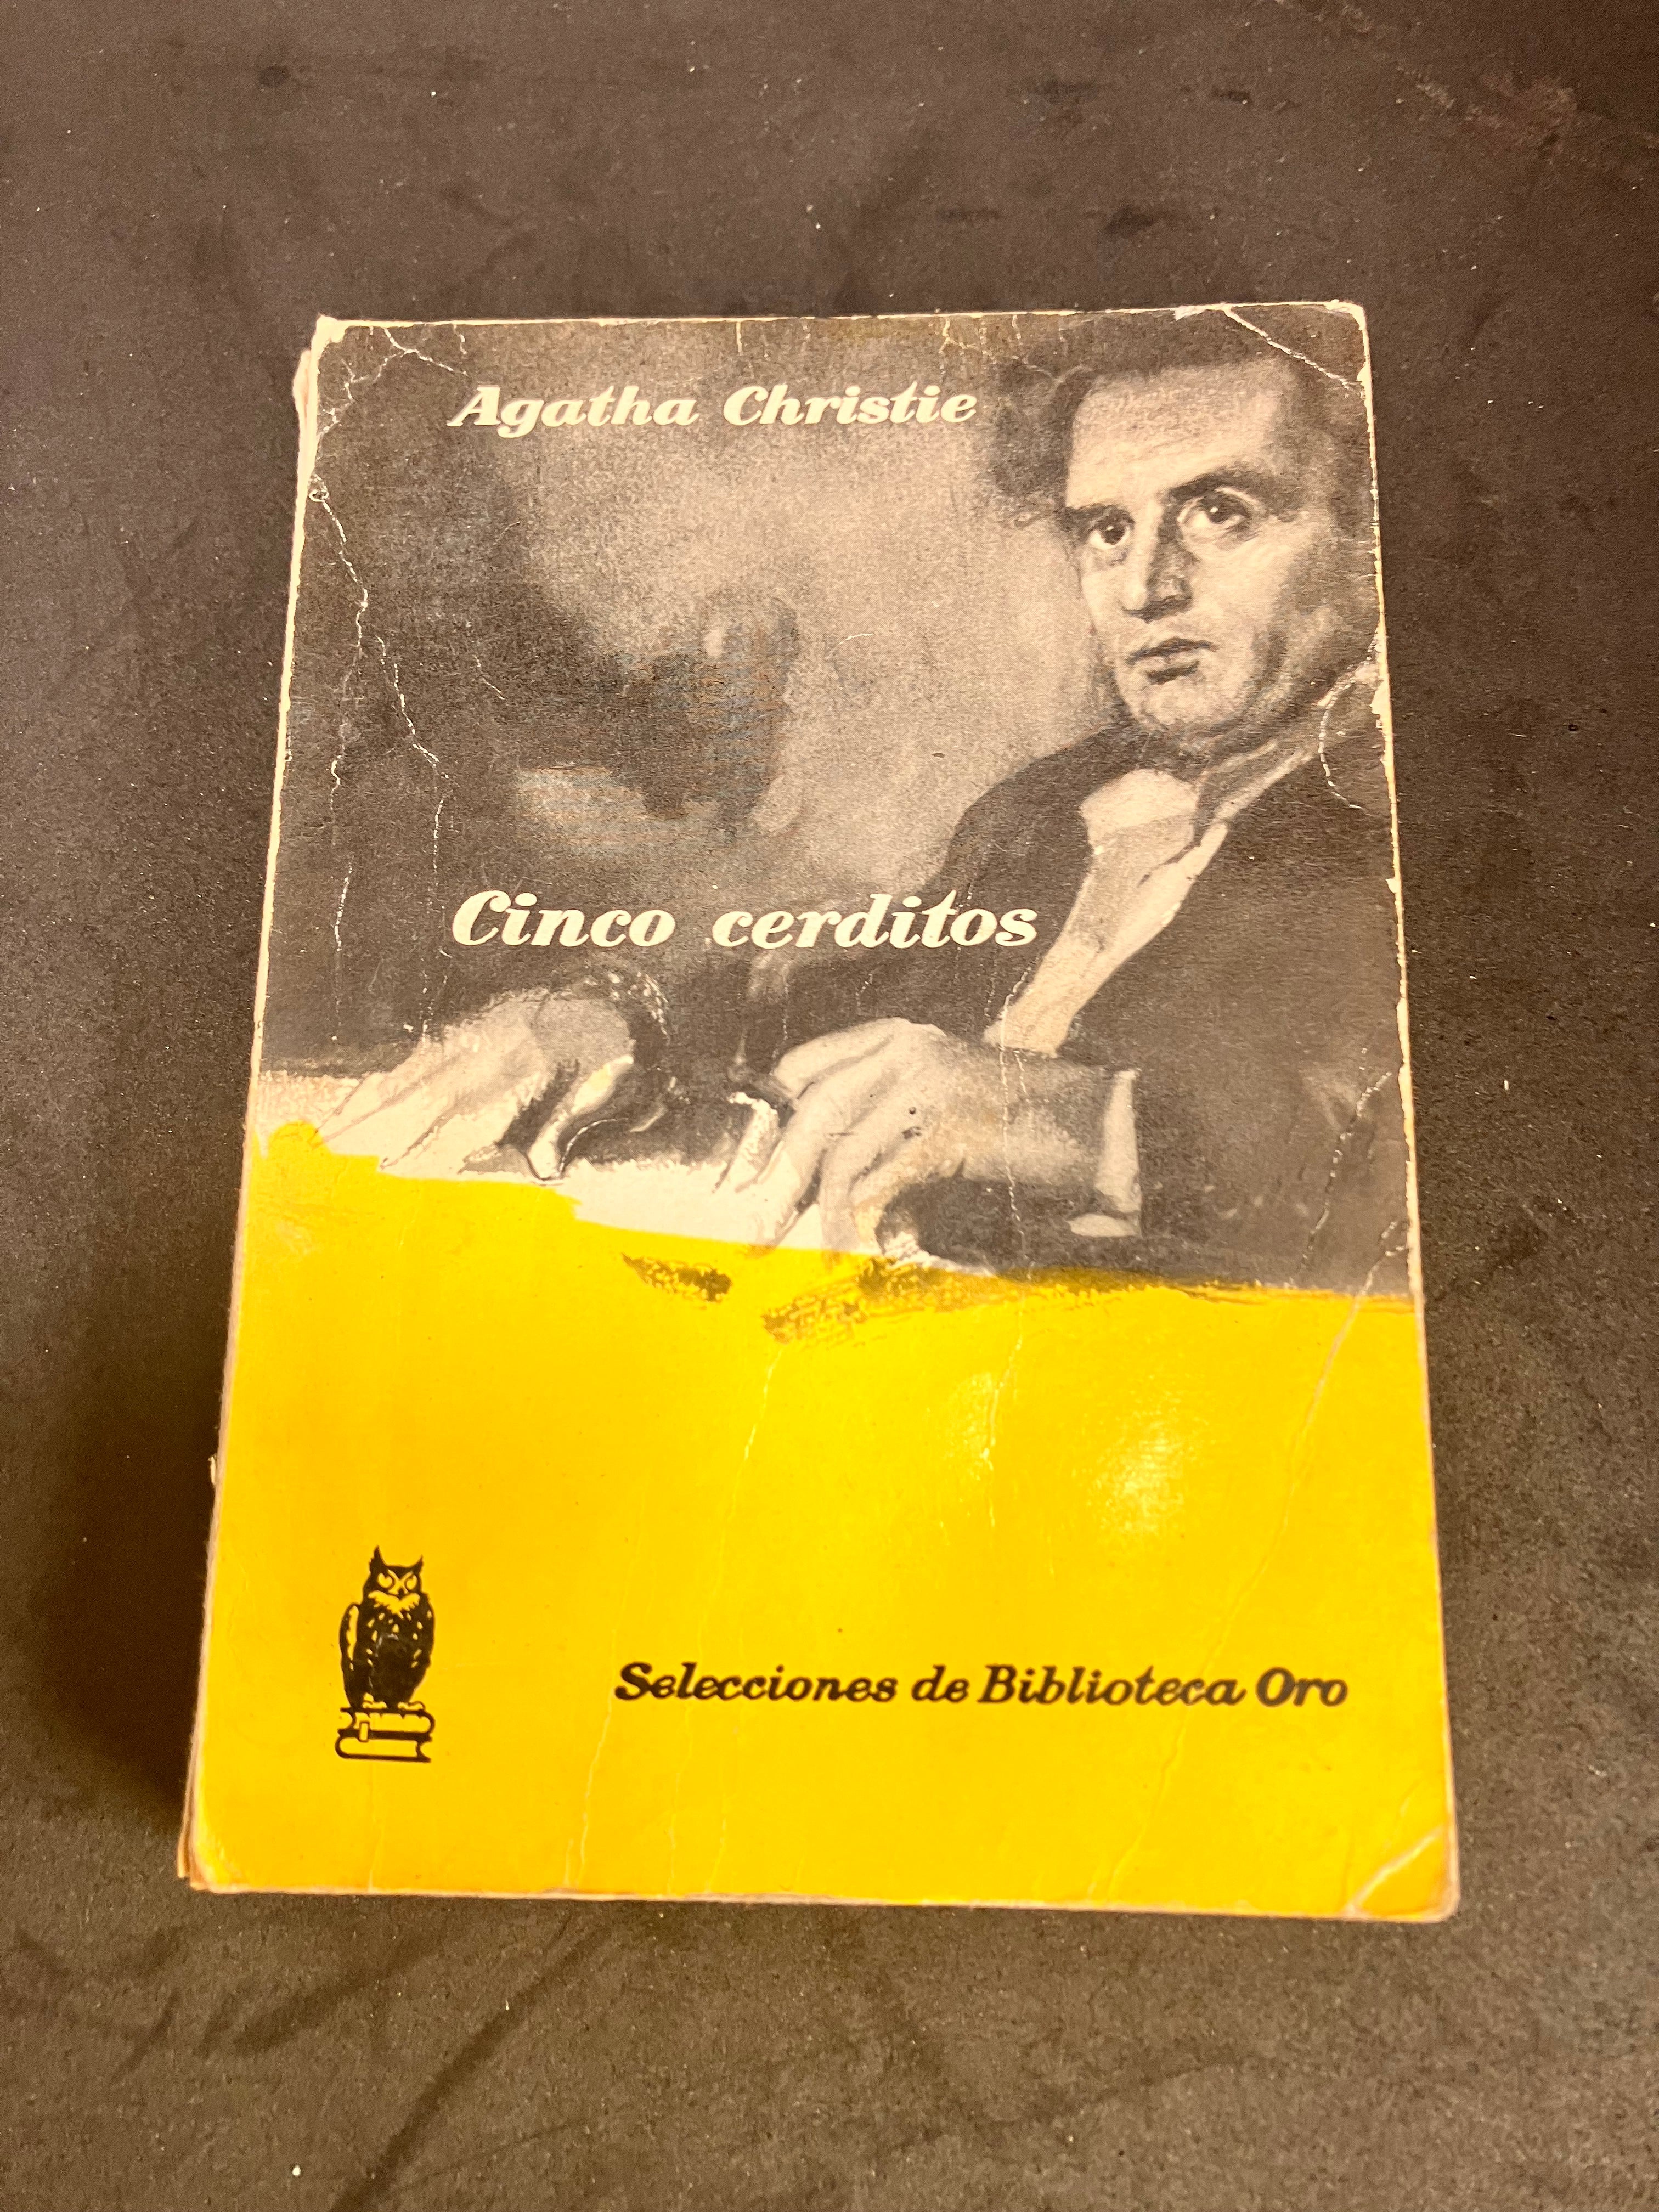 Agatha Christie
Cinco cerditos
Selecciones de Biblioteca Oro